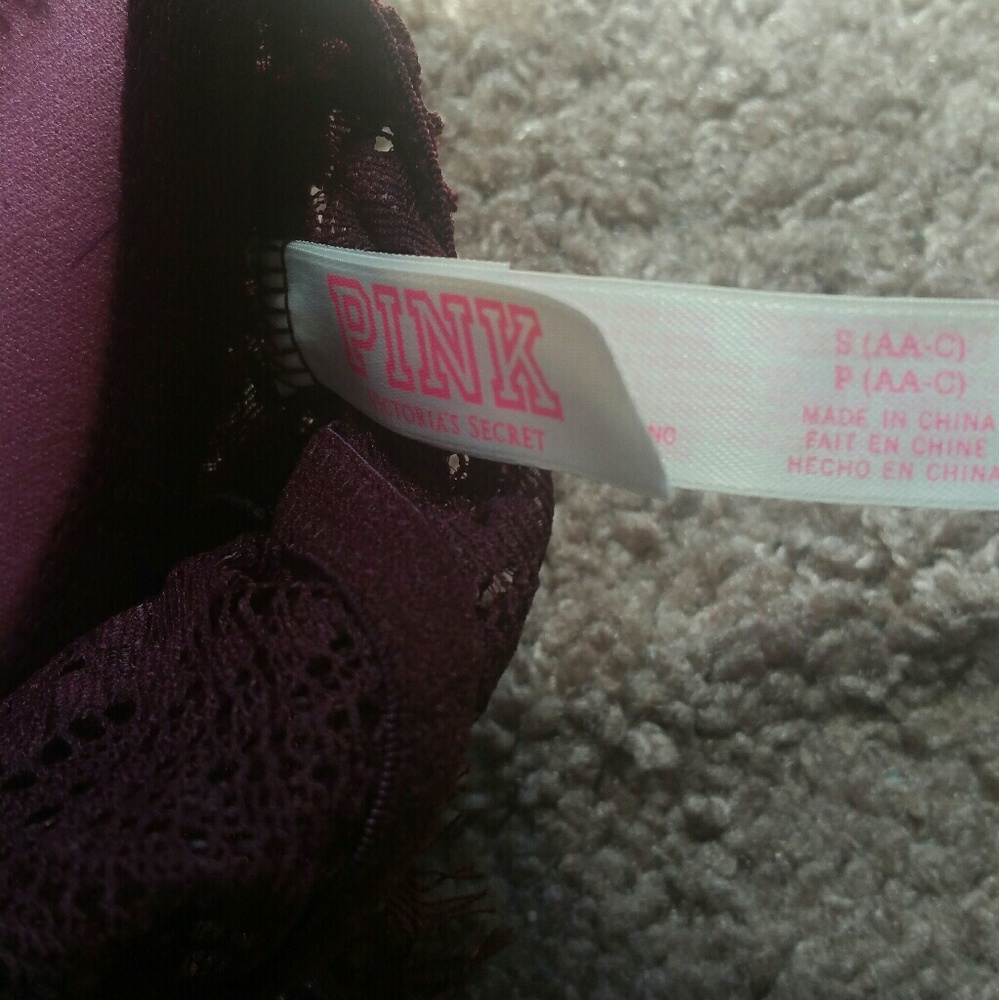 PINK
VICTORIA'S SECRET
S (AA-C)
P (AA-C)
MADE IN CHINA
FAIT EN CHINE
HECHO EN CHINA